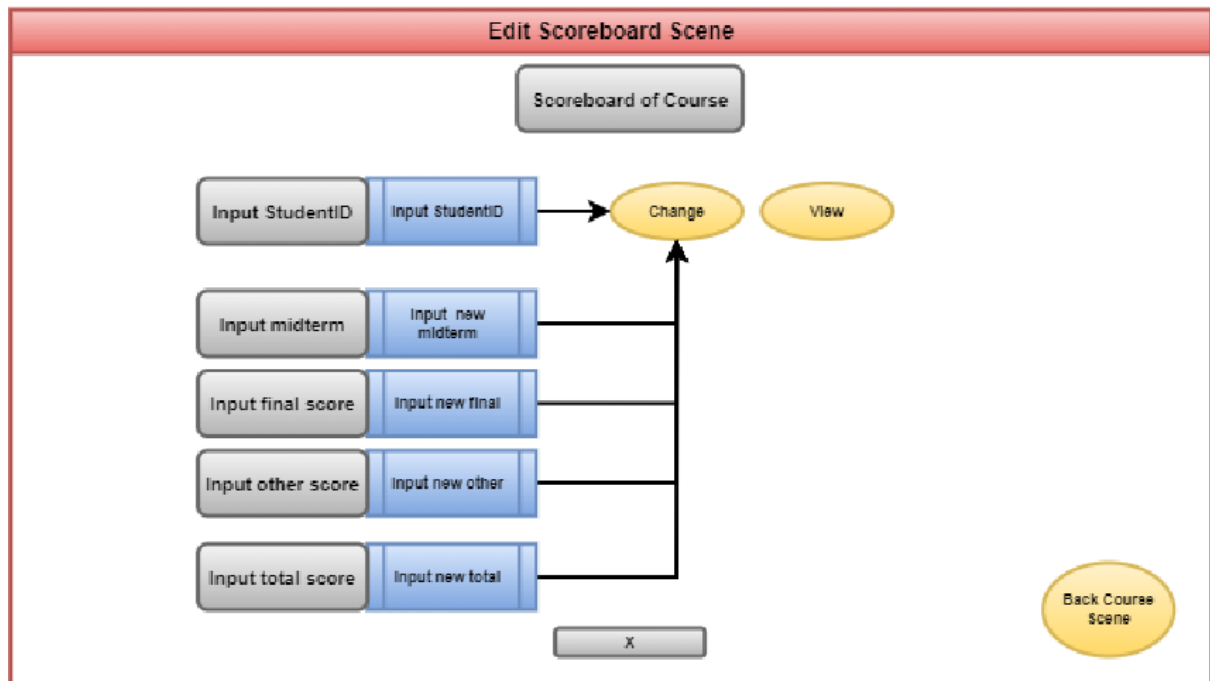 Edit Scoreboard Scene
Scoreboard of Course
Input StudentID
Input StudentID
Change
View
Input midterm
Input new
midterm
Input final score
Input new final
Input other score
Input new other
Input total score
Input new total
Back Course
Scene
X